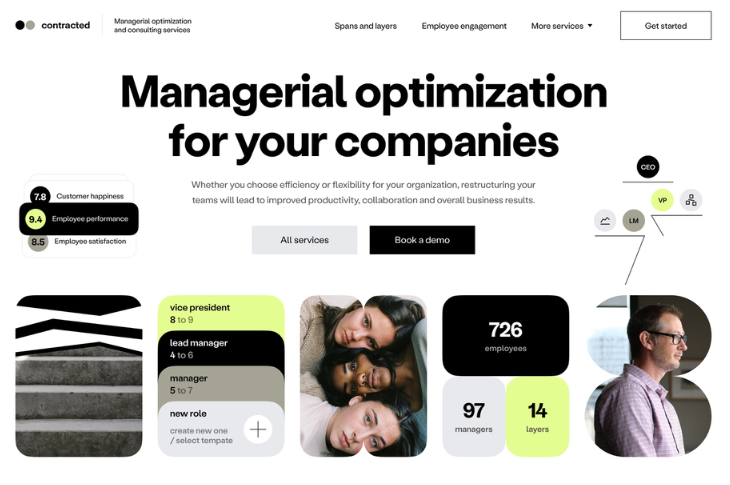 contracted
Managerial optimization
and consulting services
Spans and layers
Employee engagement
More services
Get started
Managerial optimization
for your companies
Whether you choose efficiency or flexibility for your organization, restructuring your
teams will lead to improved productivity, collaboration and overall business results.
All services
Book a demo
7.8 Customer happiness
9.4 Employee performance
8.5 Employee satisfaction
CEO
VP
LM
vice president
8 to 9
lead manager
4 to 6
manager
5 to 7
new role
create new one
/ select tempate
726
employees
97
managers
14
layers